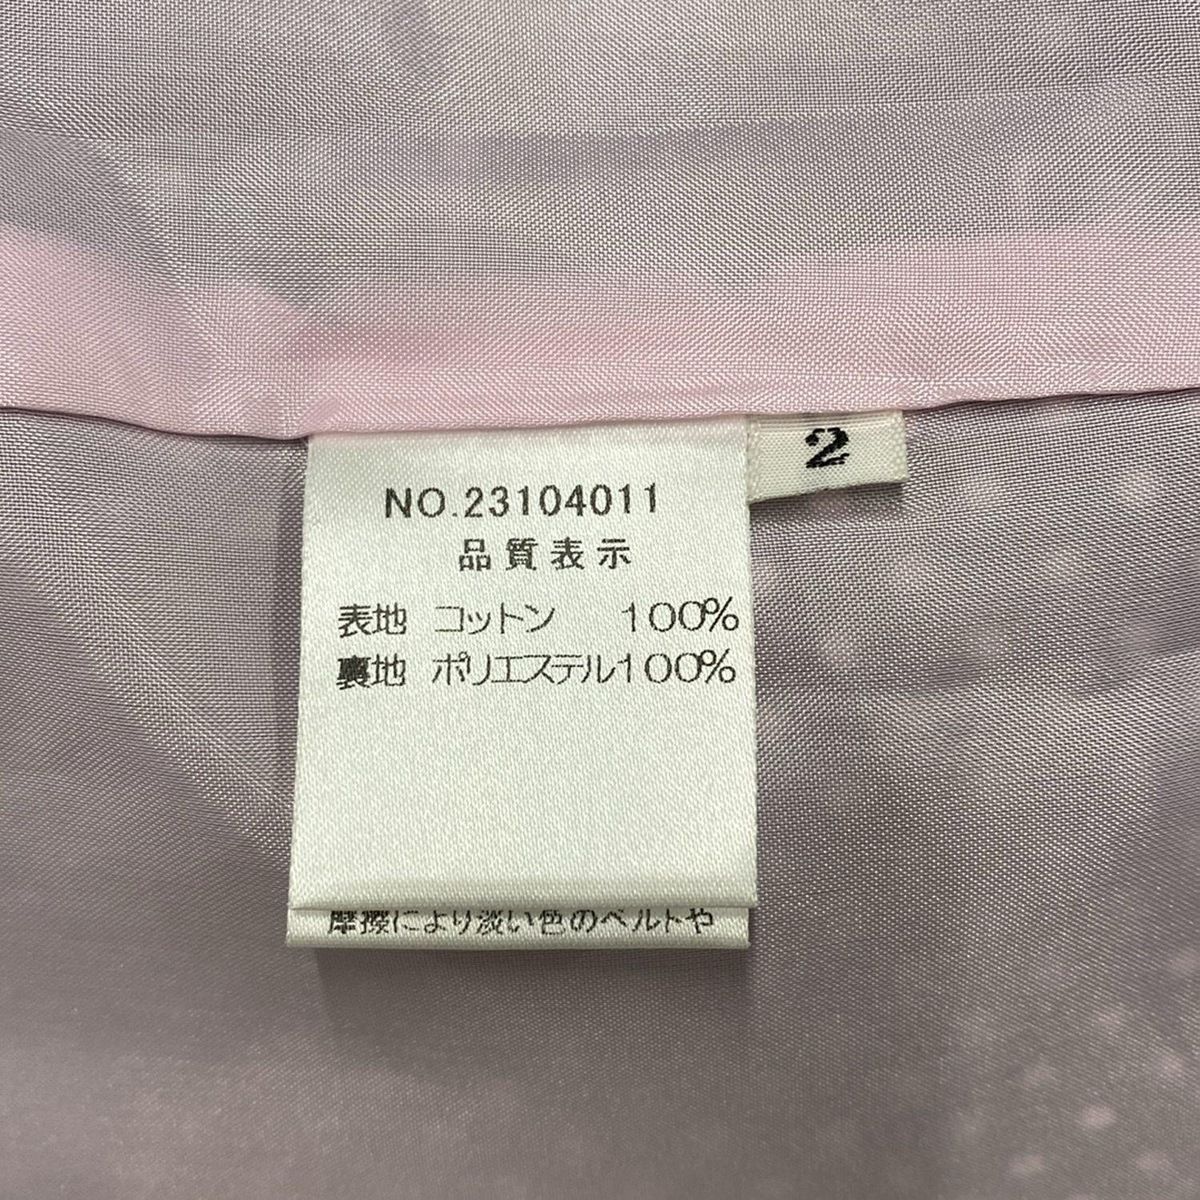 2
NO.23104011
品質表示
表地 コットン 100%
裏地 ポリエステル100%
摩擦により淡い色のベルトや